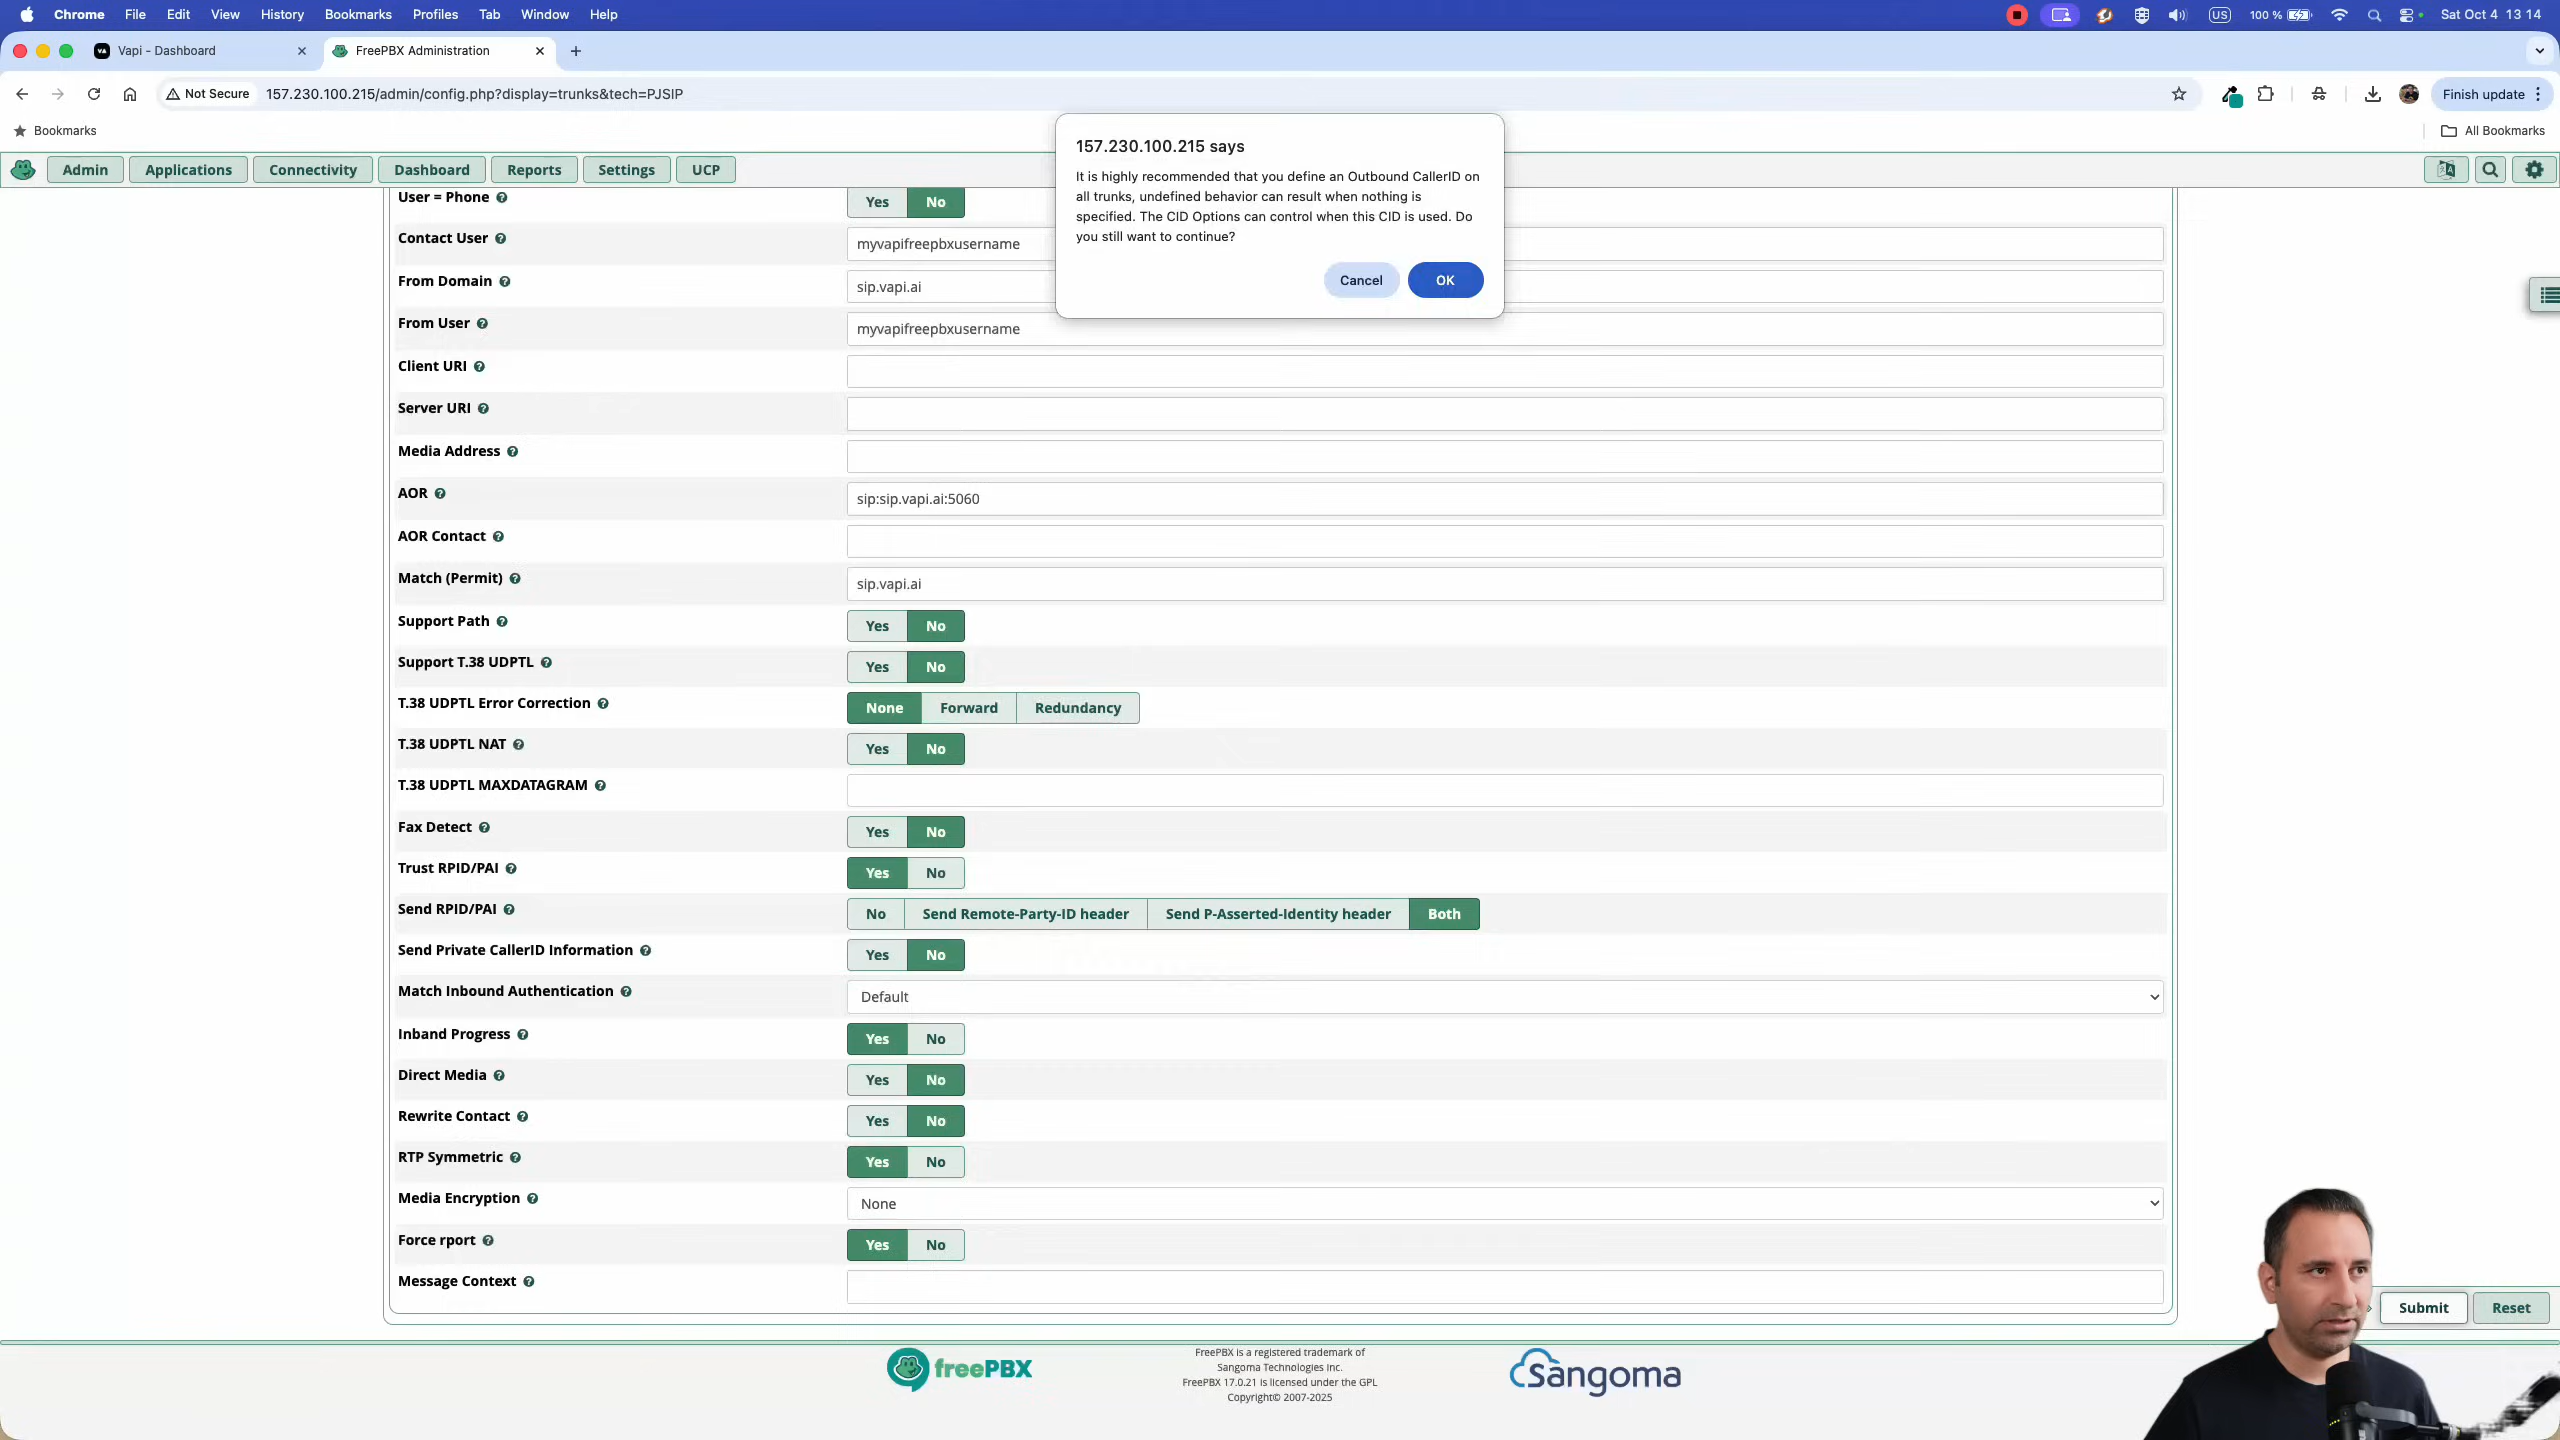 Chrome File Edit View History Bookmarks Profiles Tab Window Help US 100 % Sat Oct 4 13 14
Vapi - Dashboard FreePBX Administration
Not Secure 157.230.100.215/admin/config.php?display=trunks&tech=PJSIP Finish update
Bookmarks All Bookmarks
157.230.100.215 says
It is highly recommended that you define an Outbound CallerID on
all trunks, undefined behavior can result when nothing is
specified. The CID Options can control when this CID is used. Do
you still want to continue?
Cancel OK
Admin Applications Connectivity Dashboard Reports Settings UCP
User = Phone Yes No
Contact User myvapifreepbxusername
From Domain sip.vapi.ai
From User myvapifreepbxusername
Client URI
Server URI
Media Address
AOR sip:sip.vapi.ai:5060
AOR Contact
Match (Permit) sip.vapi.ai
Support Path Yes No
Support T.38 UDPTL Yes No
T.38 UDPTL Error Correction None Forward Redundancy
T.38 UDPTL NAT Yes No
T.38 UDPTL MAXDATAGRAM
Fax Detect Yes No
Trust RPID/PAI Yes No
Send RPID/PAI No Send Remote-Party-ID header Send P-Asserted-Identity header Both
Send Private CallerID Information Yes No
Match Inbound Authentication Default
Inband Progress Yes No
Direct Media Yes No
Rewrite Contact Yes No
RTP Symmetric Yes No
Media Encryption None
Force rport Yes No
Message Context
Submit Reset
freePBX
FreePBX is a registered trademark of
Sangoma Technologies Inc.
FreePBX 17.0.21 is licensed under the GPL
Copyright© 2007-2025
Sangoma